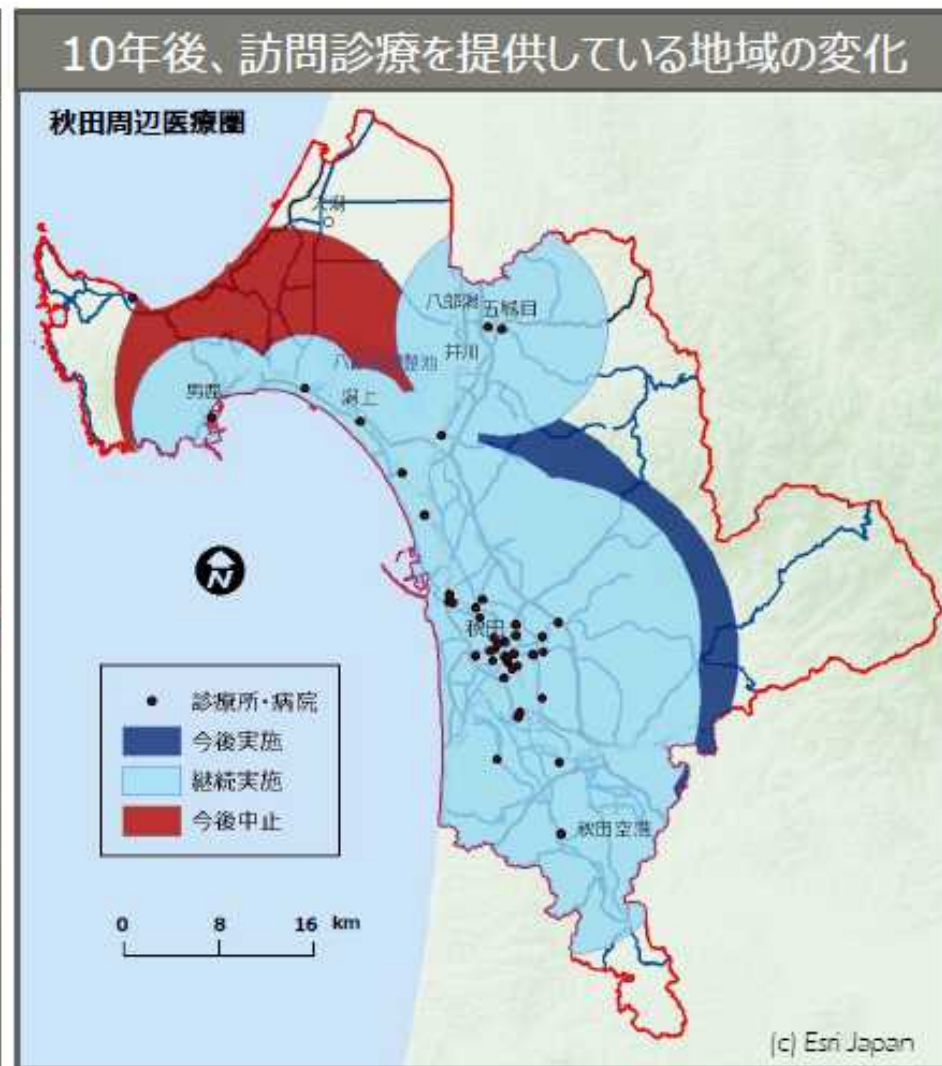 10年後、訪問診療を提供している地域の変化
秋田周辺医療圏
五城目
井川
男鹿
潟上
秋田
N
診療所・病院
今後実施
継続実施
今後中止
秋田空港
0 8 16 km
(c) Esri Japan